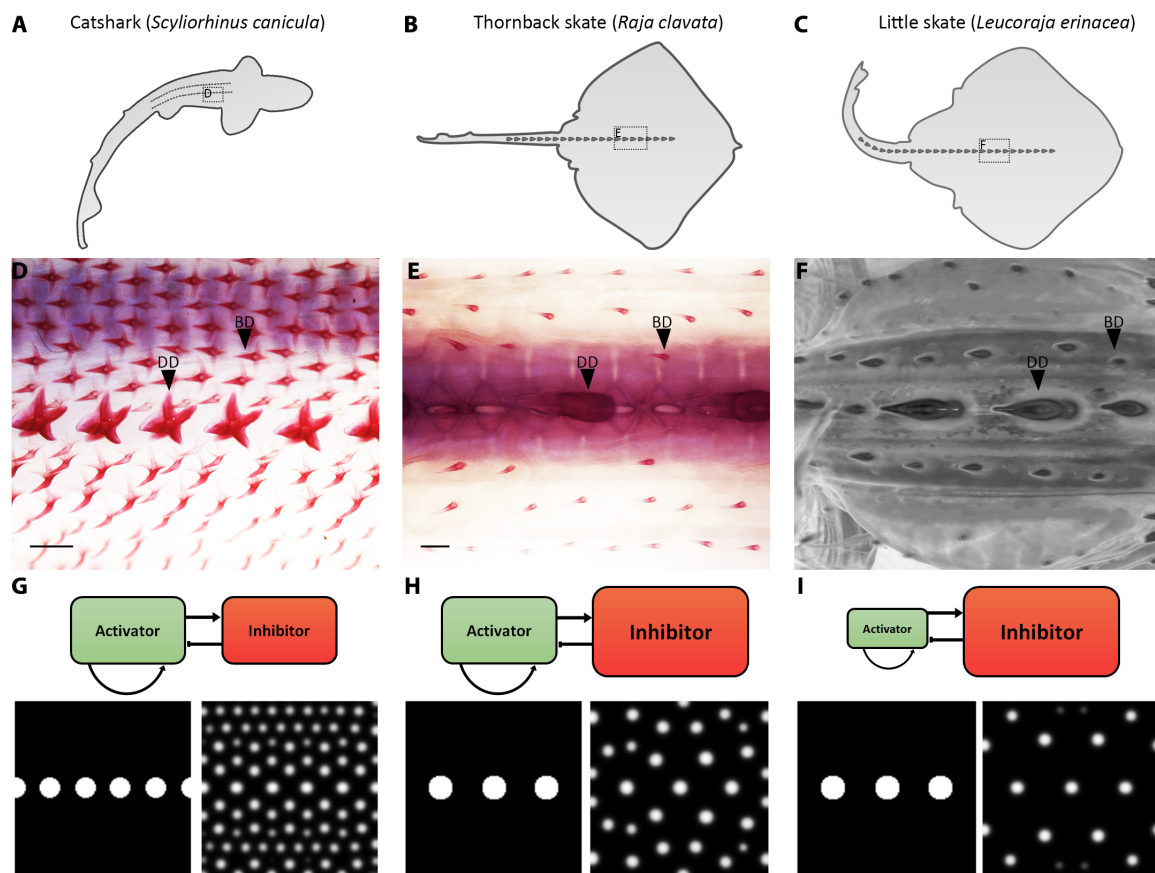 A Catshark (Scyliorhinus canicula)
B Thornback skate (Raja clavata)
C Little skate (Leucoraja erinacea)
D
E
F
D
BD
DD
E
BD
DD
F
BD
DD
G
Activator
Inhibitor
H
Activator
Inhibitor
I
Activator
Inhibitor